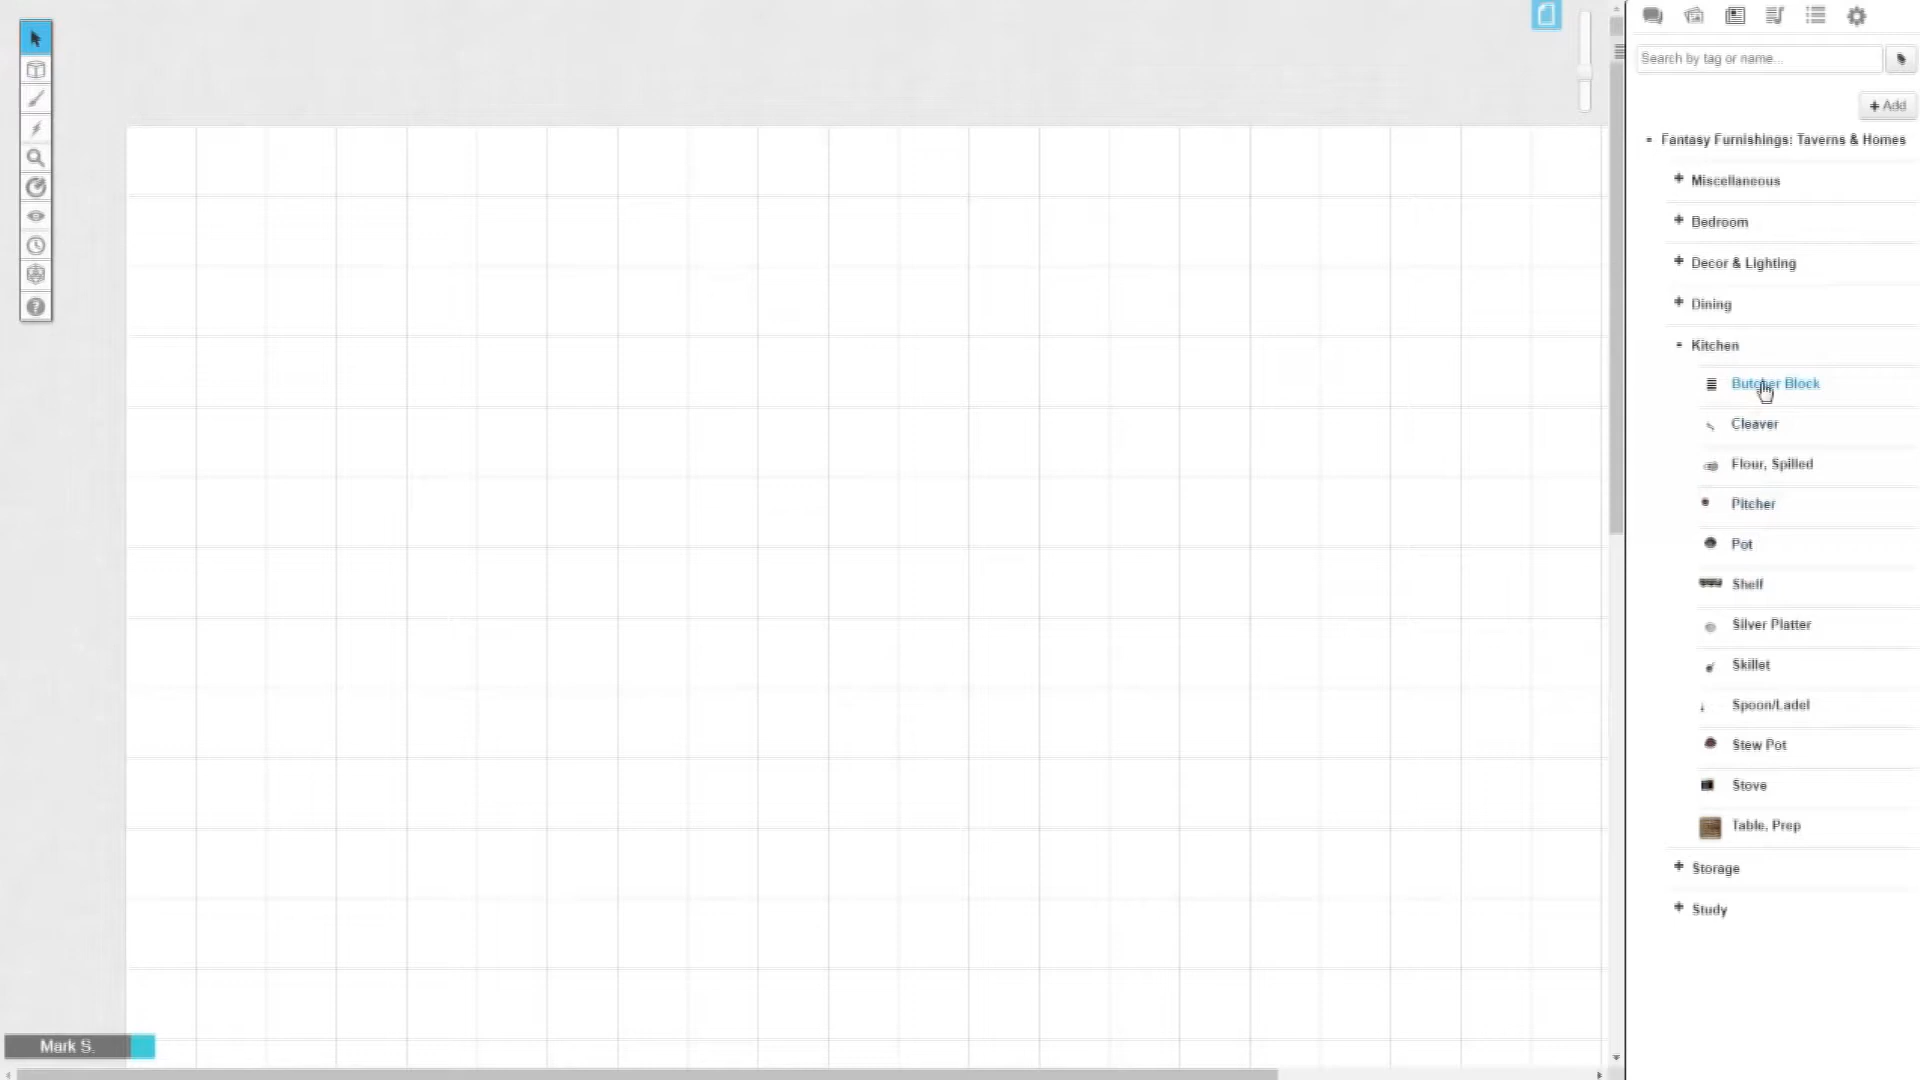 Search by tag or name...
+ Add
Fantasy Furnishings: Taverns & Homes
Miscellaneous
Bedroom
Decor & Lighting
Dining
Kitchen
Butcher Block
Cleaver
Flour, Spilled
Pitcher
Pot
Shelf
Silver Platter
Skillet
Spoon/Ladel
Stew Pot
Stove
Table, Prep
Storage
Study
Mark S.